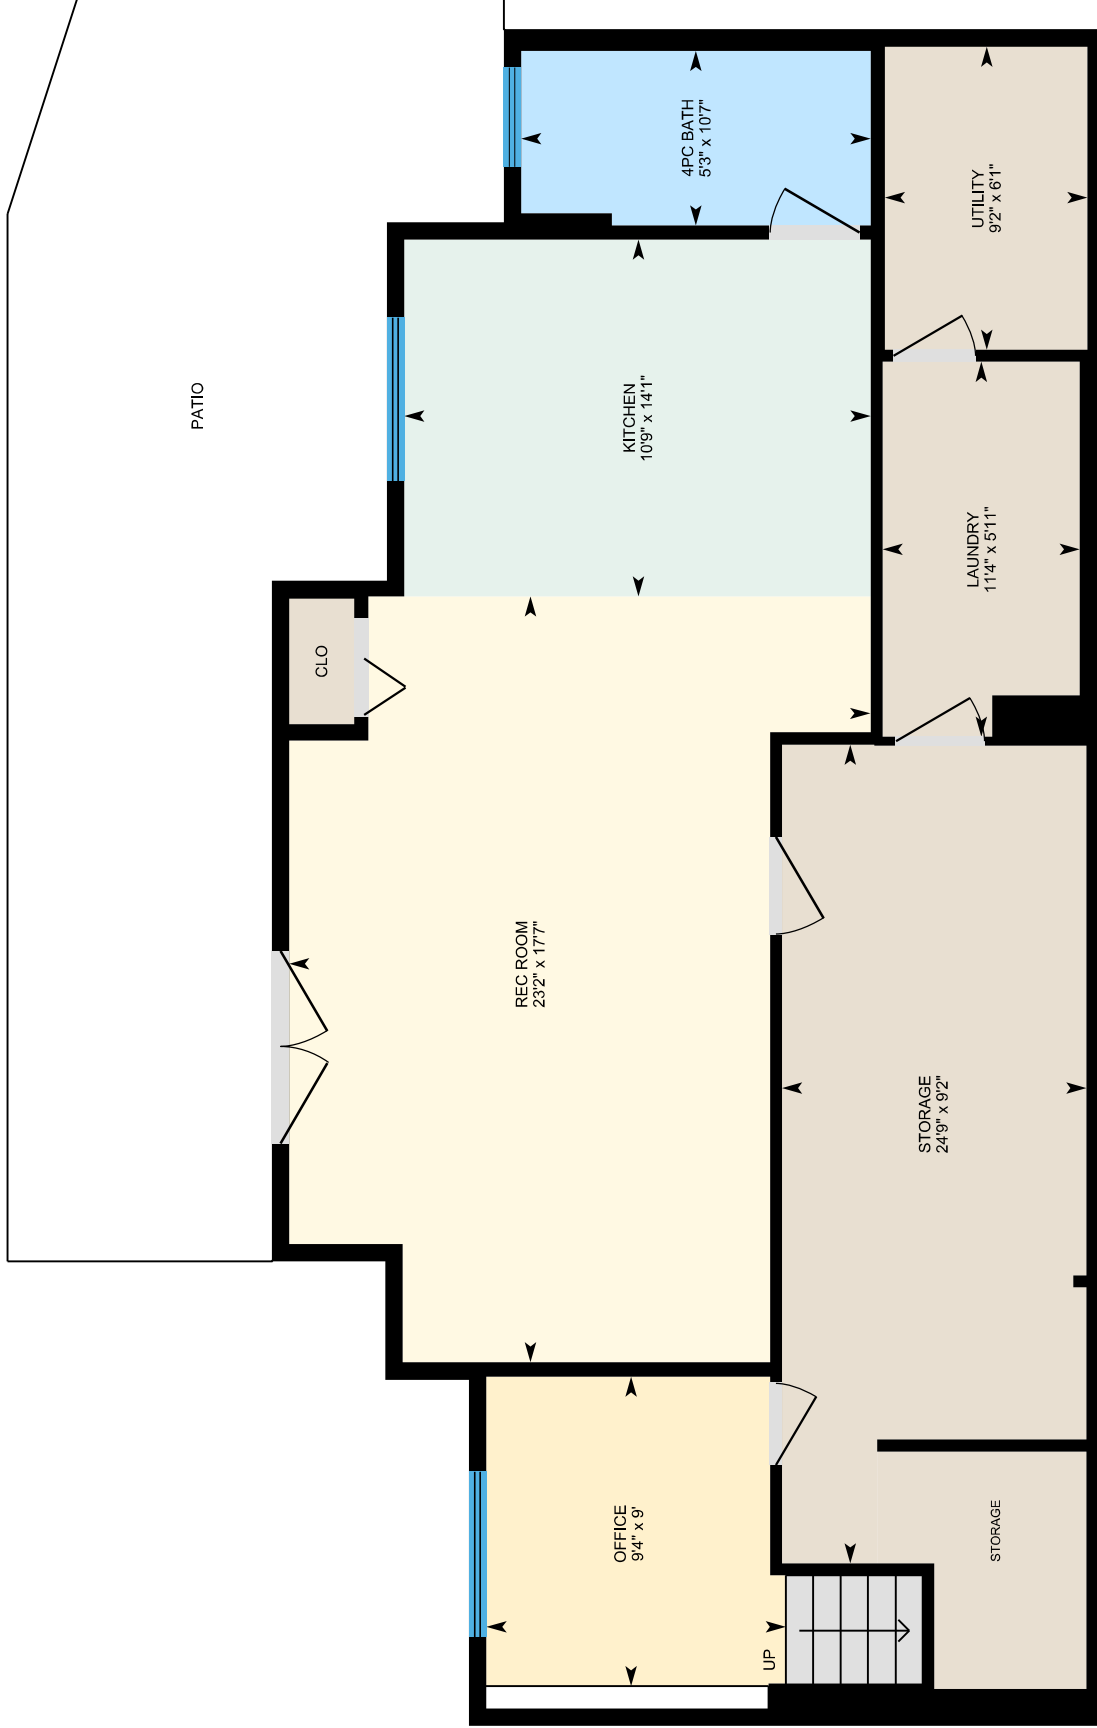 4PC BATH
5'3" x 10'7"
UTILITY
9'2" x 6'1"
PATIO
KITCHEN
10'9" x 14'1"
LAUNDRY
11'4" x 5'11"
CLO
REC ROOM
23'2" x 17'7"
STORAGE
24'9" x 9'2"
OFFICE
9'4" x 9'
STORAGE
UP